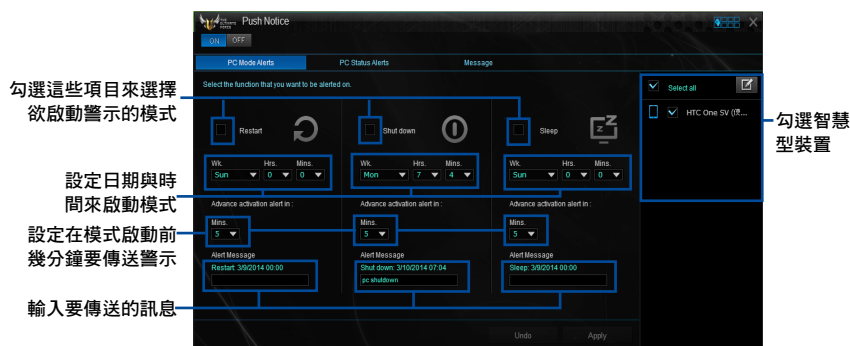 THE ULTIMATE FORCE
Push Notice
ON OFF
PC Mode Alerts PC Status Alerts Message
Select the function that you want to be alerted on.
Select all
HTC One SV (僳...
勾選這些項目來選擇
欲啟動警示的模式
勾選智慧
型裝置
Restart Shut down Sleep
Wk. Hrs. Mins. Wk. Hrs. Mins. Wk. Hrs. Mins.
Sun 0 0 Mon 7 4 Sun 0 0
設定日期與時
間來啟動模式
Advance activation alert in : Advance activation alert in : Advance activation alert in :
Mins. Mins. Mins.
5 5 5
設定在模式啟動前
幾分鐘要傳送警示
Alert Message Alert Message Alert Message
Restart: 3/9/2014 00:00 Shut down: 3/10/2014 07:04 Sleep: 3/9/2014 00:00
pc shutdown
輸入要傳送的訊息
Undo Apply